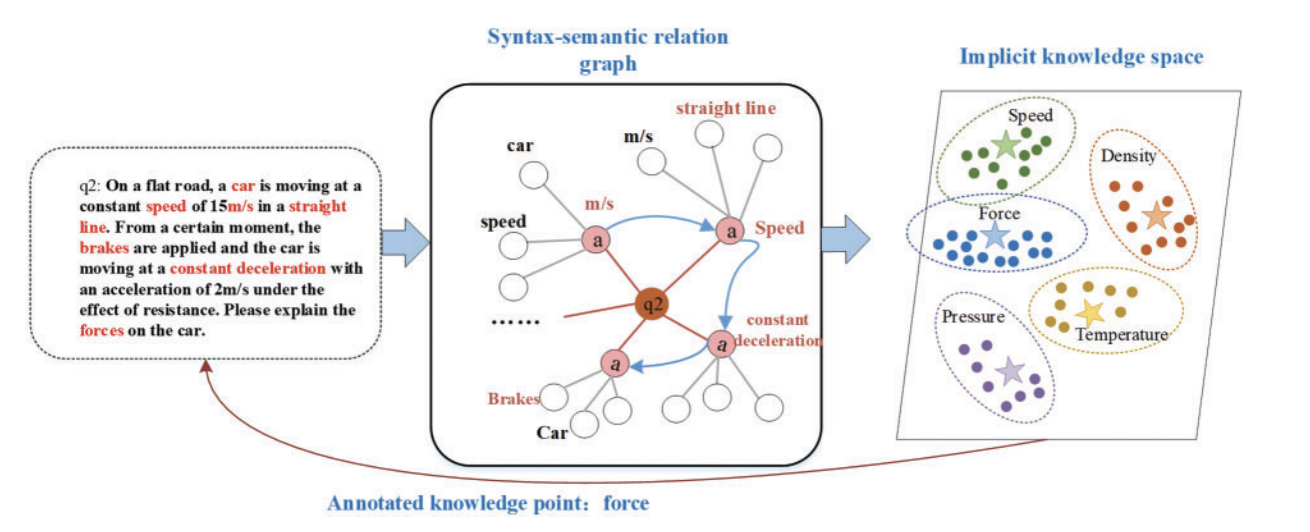 Syntax-semantic relation
graph
Implicit knowledge space
q2: On a flat road, a car is moving at a
constant speed of 15m/s in a straight
line. From a certain moment, the
brakes are applied and the car is
moving at a constant deceleration with
an acceleration of 2m/s under the
effect of resistance. Please explain the
forces on the car.
straight line
m/s
car
m/s
speed
a
a
Speed
q2
......
constant
deceleration
a
a
Brakes
Car
Speed
Density
Force
Pressure
Temperature
Annotated knowledge point: force